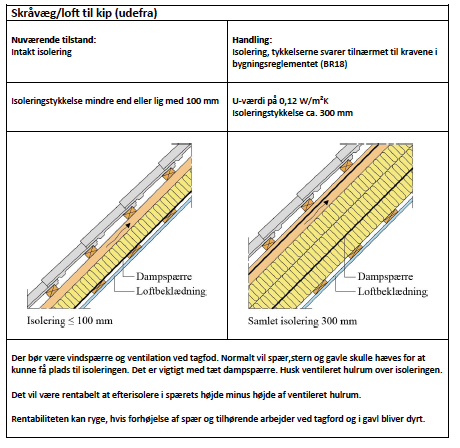 Skråvæg/loft til kip (udefra)
Nuværende tilstand:
Intakt isolering
Handling:
Isolering, tykkelserne svarer tilnærmet til kravene i
bygningsreglementet (BR18)
Isoleringstykkelse mindre end eller lig med 100 mm
U-værdi på 0,12 W/m²K
Isoleringstykkelse ca. 300 mm
Dampspærre
Loftbeklædning
Isolering ≤ 100 mm
Dampspærre
Loftbeklædning
Samlet isolering 300 mm
Der bør være vindspærre og ventilation ved tagfod. Normalt vil spær,stern og gavle skulle hæves for at
kunne få plads til isoleringen. Det er vigtigt med tæt dampspærre. Husk ventileret hulrum over isoleringen.
Det vil være rentabelt at efterisolere i spærets højde minus højde af ventileret hulrum.
Rentabiliteten kan ryge, hvis forhøjelse af spær og tilhørende arbejder ved tagford og i gavl bliver dyrt.